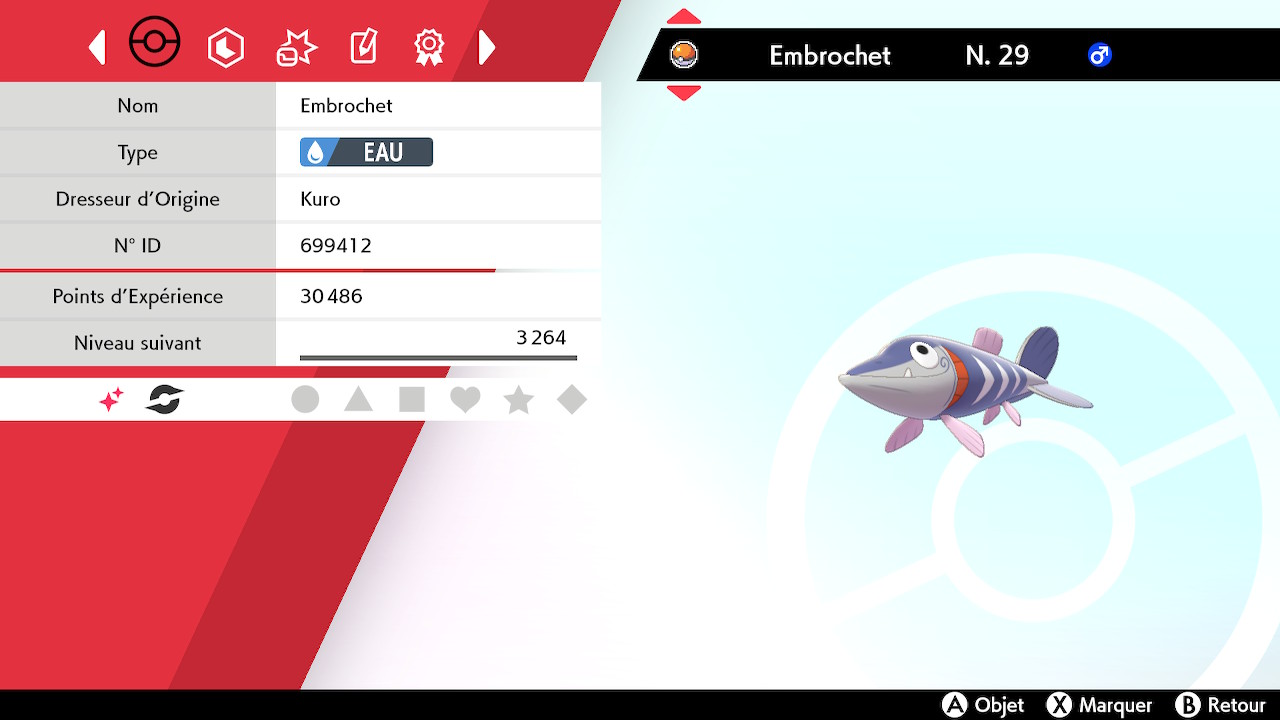 Embrochet N. 29
Nom Embrochet
Type EAU
Dresseur d'Origine Kuro
N° ID 699412
Points d'Expérience 30 486
Niveau suivant 3 264
A Objet X Marquer B Retour